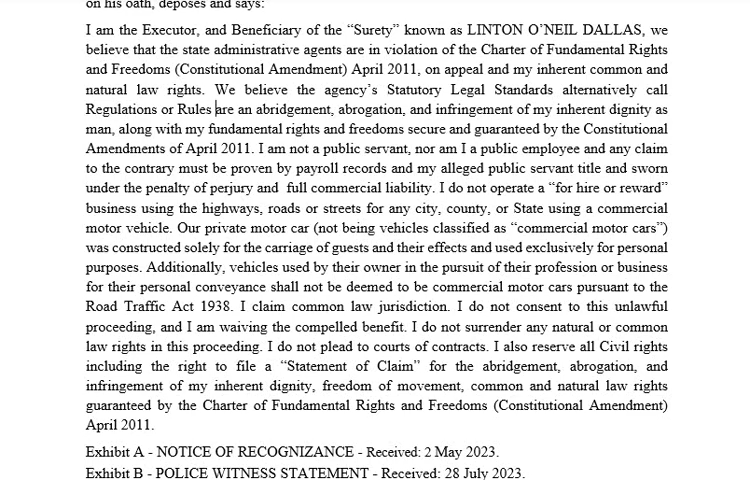 on his oath, deposes and says:
I am the Executor, and Beneficiary of the “Surety” known as LINTON O’NEIL DALLAS, we
believe that the state administrative agents are in violation of the Charter of Fundamental Rights
and Freedoms (Constitutional Amendment) April 2011, on appeal and my inherent common and
natural law rights. We believe the agency’s Statutory Legal Standards alternatively call
Regulations or Rules are an abridgement, abrogation, and infringement of my inherent dignity as
man, along with my fundamental rights and freedoms secure and guaranteed by the Constitutional
Amendments of April 2011. I am not a public servant, nor am I a public employee and any claim
to the contrary must be proven by payroll records and my alleged public servant title and sworn
under the penalty of perjury and full commercial liability. I do not operate a “for hire or reward”
business using the highways, roads or streets for any city, county, or State using a commercial
motor vehicle. Our private motor car (not being vehicles classified as “commercial motor cars”)
was constructed solely for the carriage of guests and their effects and used exclusively for personal
purposes. Additionally, vehicles used by their owner in the pursuit of their profession or business
for their personal conveyance shall not be deemed to be commercial motor cars pursuant to the
Road Traffic Act 1938. I claim common law jurisdiction. I do not consent to this unlawful
proceeding, and I am waiving the compelled benefit. I do not surrender any natural or common
law rights in this proceeding. I do not plead to courts of contracts. I also reserve all Civil rights
including the right to file a “Statement of Claim” for the abridgement, abrogation, and
infringement of my inherent dignity, freedom of movement, common and natural law rights
guaranteed by the Charter of Fundamental Rights and Freedoms (Constitutional Amendment)
April 2011.
Exhibit A - NOTICE OF RECOGNIZANCE - Received: 2 May 2023.
Exhibit B - POLICE WITNESS STATEMENT - Received: 28 July 2023.